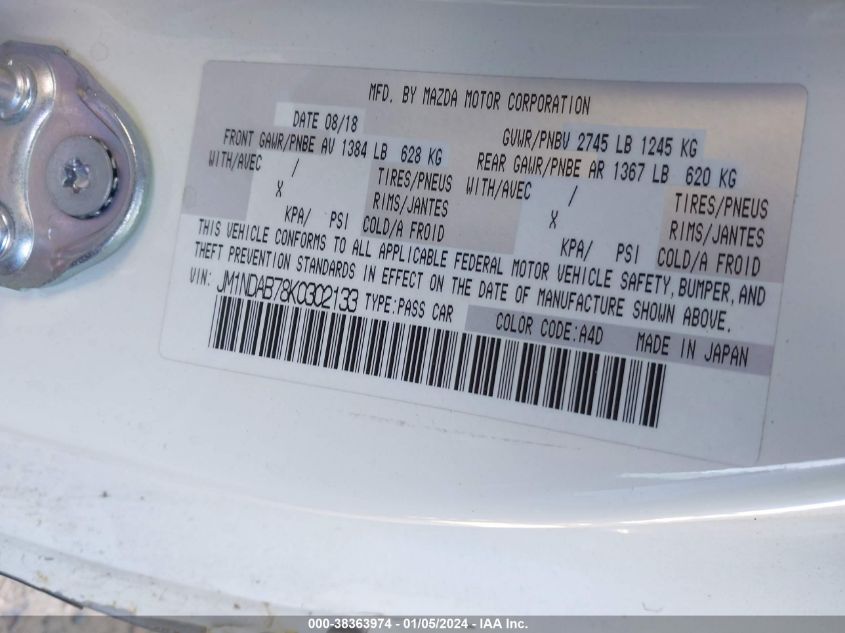 MFD. BY MAZDA MOTOR CORPORATION
DATE 08/18 GVWR/PNBV 2745 LB 1245 KG
FRONT GAWR/PNBE AV 1384 LB 628 KG REAR GAWR/PNBE AR 1367 LB 620 KG
WITH/AVEC / TIRES/PNEUS WITH/AVEC / TIRES/PNEUS
X RIMS/JANTES X RIMS/JANTES
KPA/ PSI COLD/A FROID KPA/ PSI COLD/A FROID
THIS VEHICLE CONFORMS TO ALL APPLICABLE FEDERAL MOTOR VEHICLE SAFETY, BUMPER, AND
THEFT PREVENTION STANDARDS IN EFFECT ON THE DATE OF MANUFACTURE SHOWN ABOVE.
VIN: JM1NDAB78K0302133 TYPE:PASS CAR COLOR CODE:A4D MADE IN JAPAN
000-38363974 - 01/05/2024 - IAA Inc.